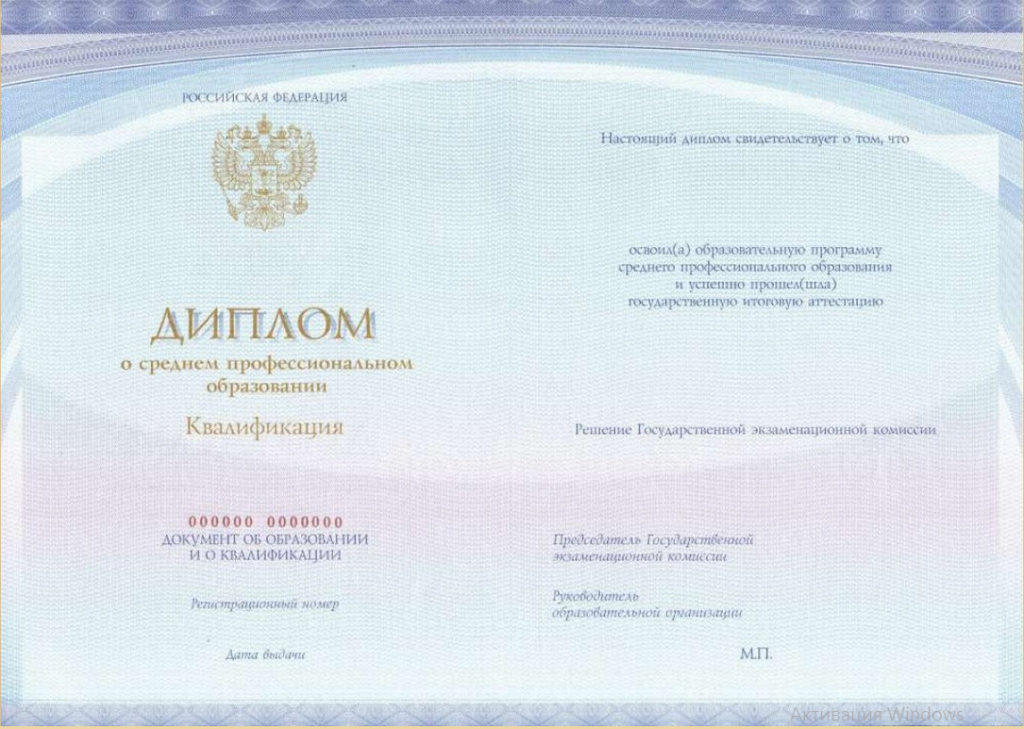 РОССИЙСКАЯ ФЕДЕРАЦИЯ
ДИПЛОМ
о среднем профессиональном
образовании
Квалификация
000000 0000000
ДОКУМЕНТ ОБ ОБРАЗОВАНИИ
И О КВАЛИФИКАЦИИ
Регистрационный номер
Дата выдачи
Настоящий диплом свидетельствует о том, что
освоил(а) образовательную программу
среднего профессионального образования
и успешно прошел(шла)
государственную итоговую аттестацию
Решение Государственной экзаменационной комиссии
Председатель Государственной
экзаменационной комиссии
Руководитель
образовательной организации
М.П.
Активация Windows